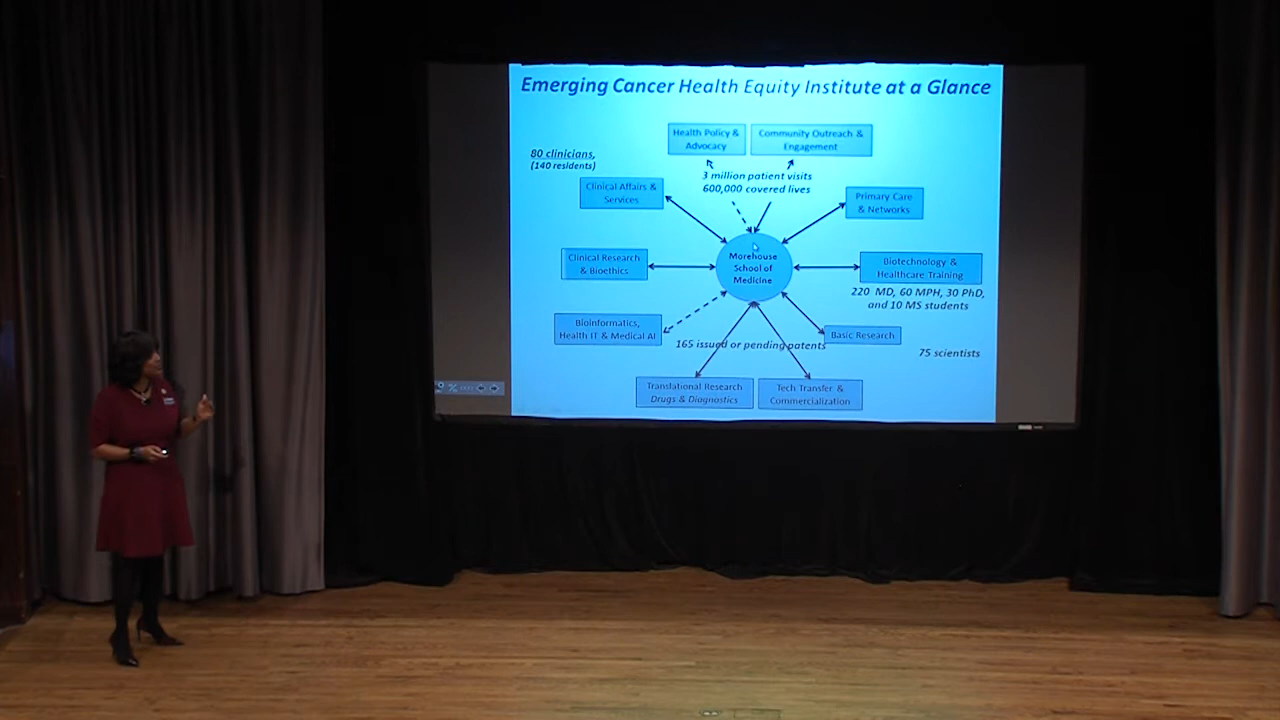 Emerging Cancer Health Equity Institute at a Glance
Health Policy &
Advocacy
Community Outreach &
Engagement
80 clinicians,
(140 residents)
3 million patient visits
600,000 covered lives
Clinical Affairs &
Services
Primary Care
& Networks
Clinical Research
& Bioethics
Morehouse
School of
Medicine
Biotechnology &
Healthcare Training
220 MD, 60 MPH, 30 PhD,
and 10 MS students
Bioinformatics,
Health IT & Medical AI
165 issued or pending patents
Basic Research
75 scientists
Translational Research
Drugs & Diagnostics
Tech Transfer &
Commercialization